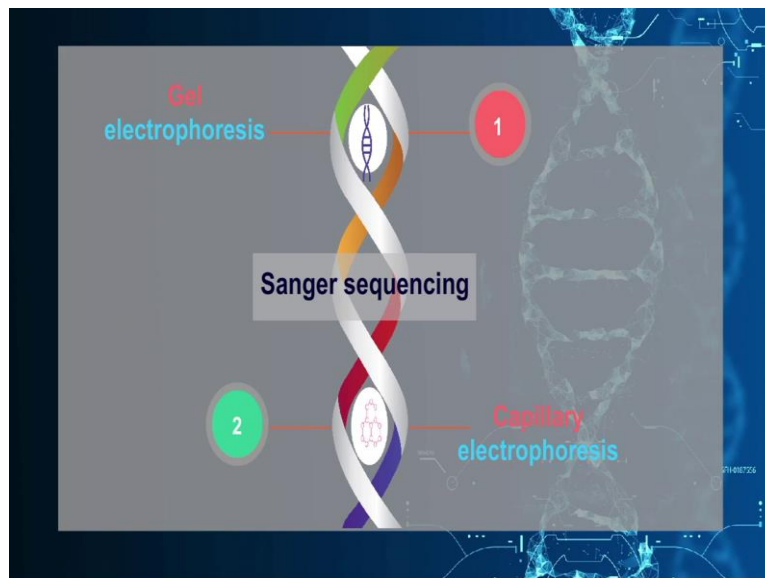 Gel
electrophoresis
1
Sanger sequencing
2
Capillary
electrophoresis